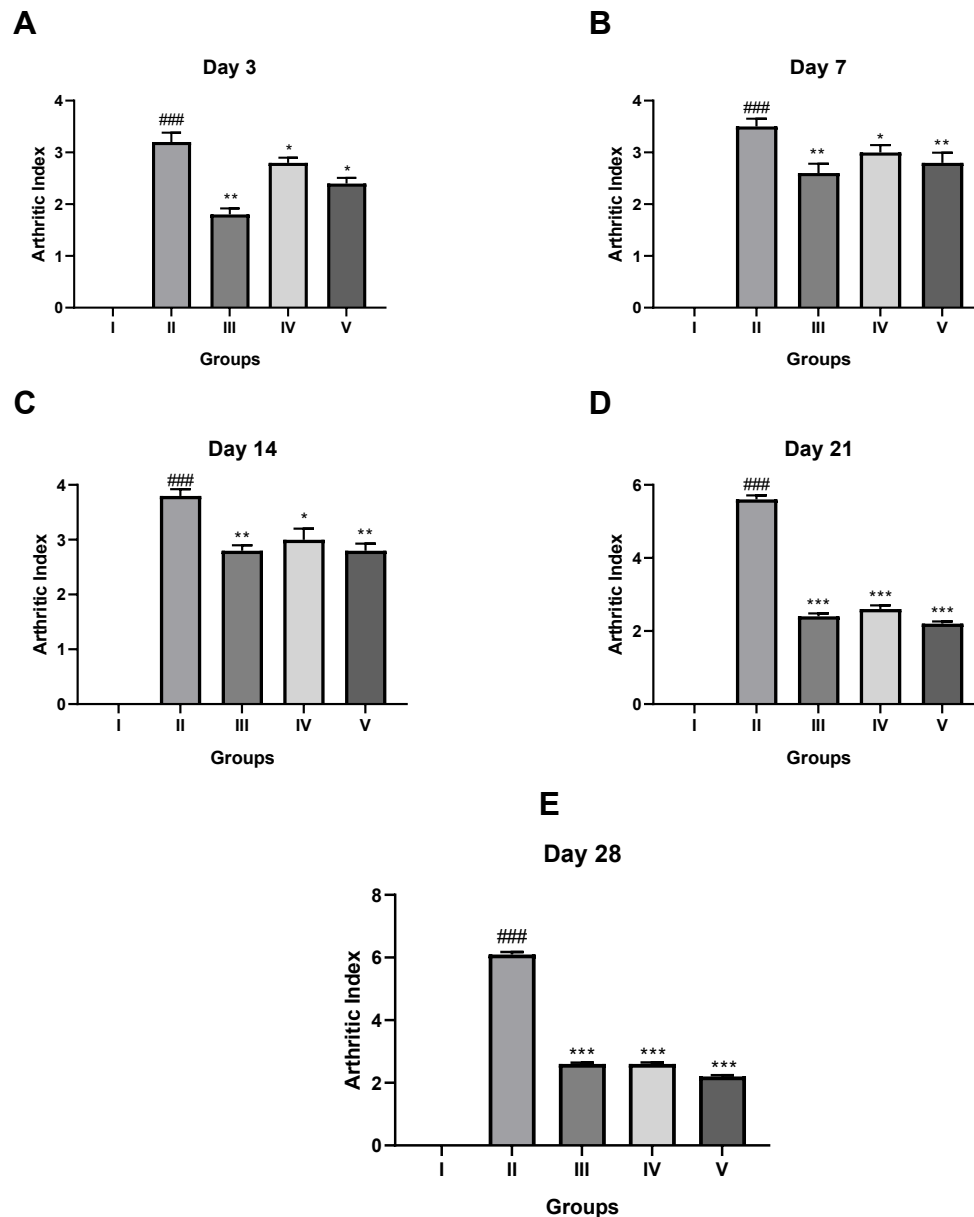 A
Day 3
Arthritic Index
4
3
2
1
0
###
**
*
*
I II III IV V
Groups
B
Day 7
Arthritic Index
4
3
2
1
0
###
**
*
**
I II III IV V
Groups
C
Day 14
Arthritic Index
4
3
2
1
0
###
**
*
**
I II III IV V
Groups
D
Day 21
Arthritic Index
6
4
2
0
###
***
***
***
I II III IV V
Groups
E
Day 28
Arthritic Index
8
6
4
2
0
###
***
***
***
I II III IV V
Groups